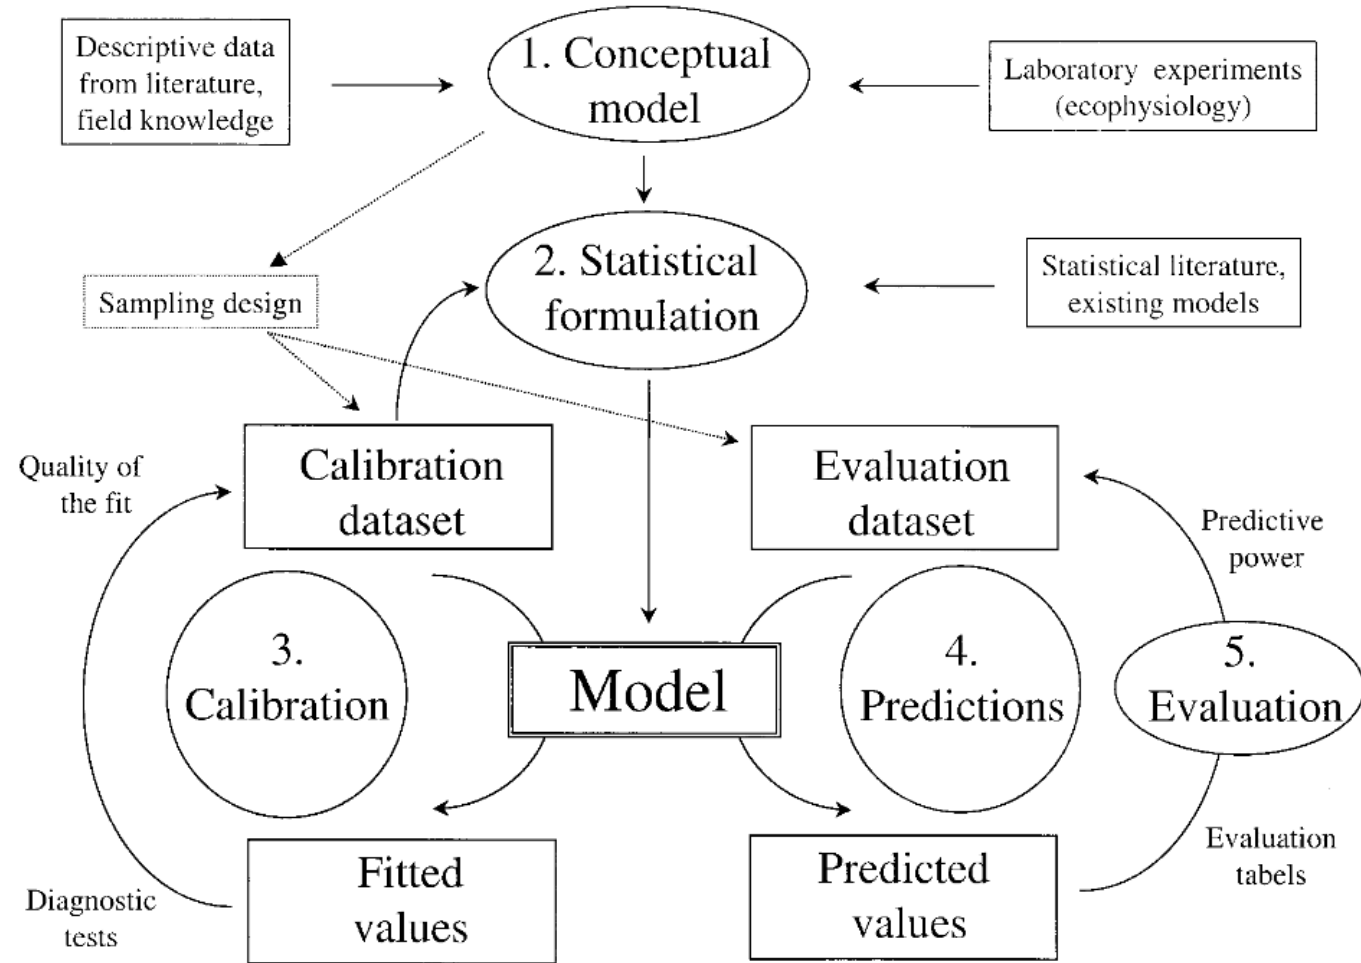 Descriptive data
from literature,
field knowledge
1. Conceptual
model
Laboratory experiments
(ecophysiology)
2. Statistical
formulation
Statistical literature,
existing models
Sampling design
Quality of
the fit
Calibration
dataset
Evaluation
dataset
Predictive
power
3.
Calibration
Model
4.
Predictions
5.
Evaluation
Fitted
values
Predicted
values
Evaluation
tabels
Diagnostic
tests